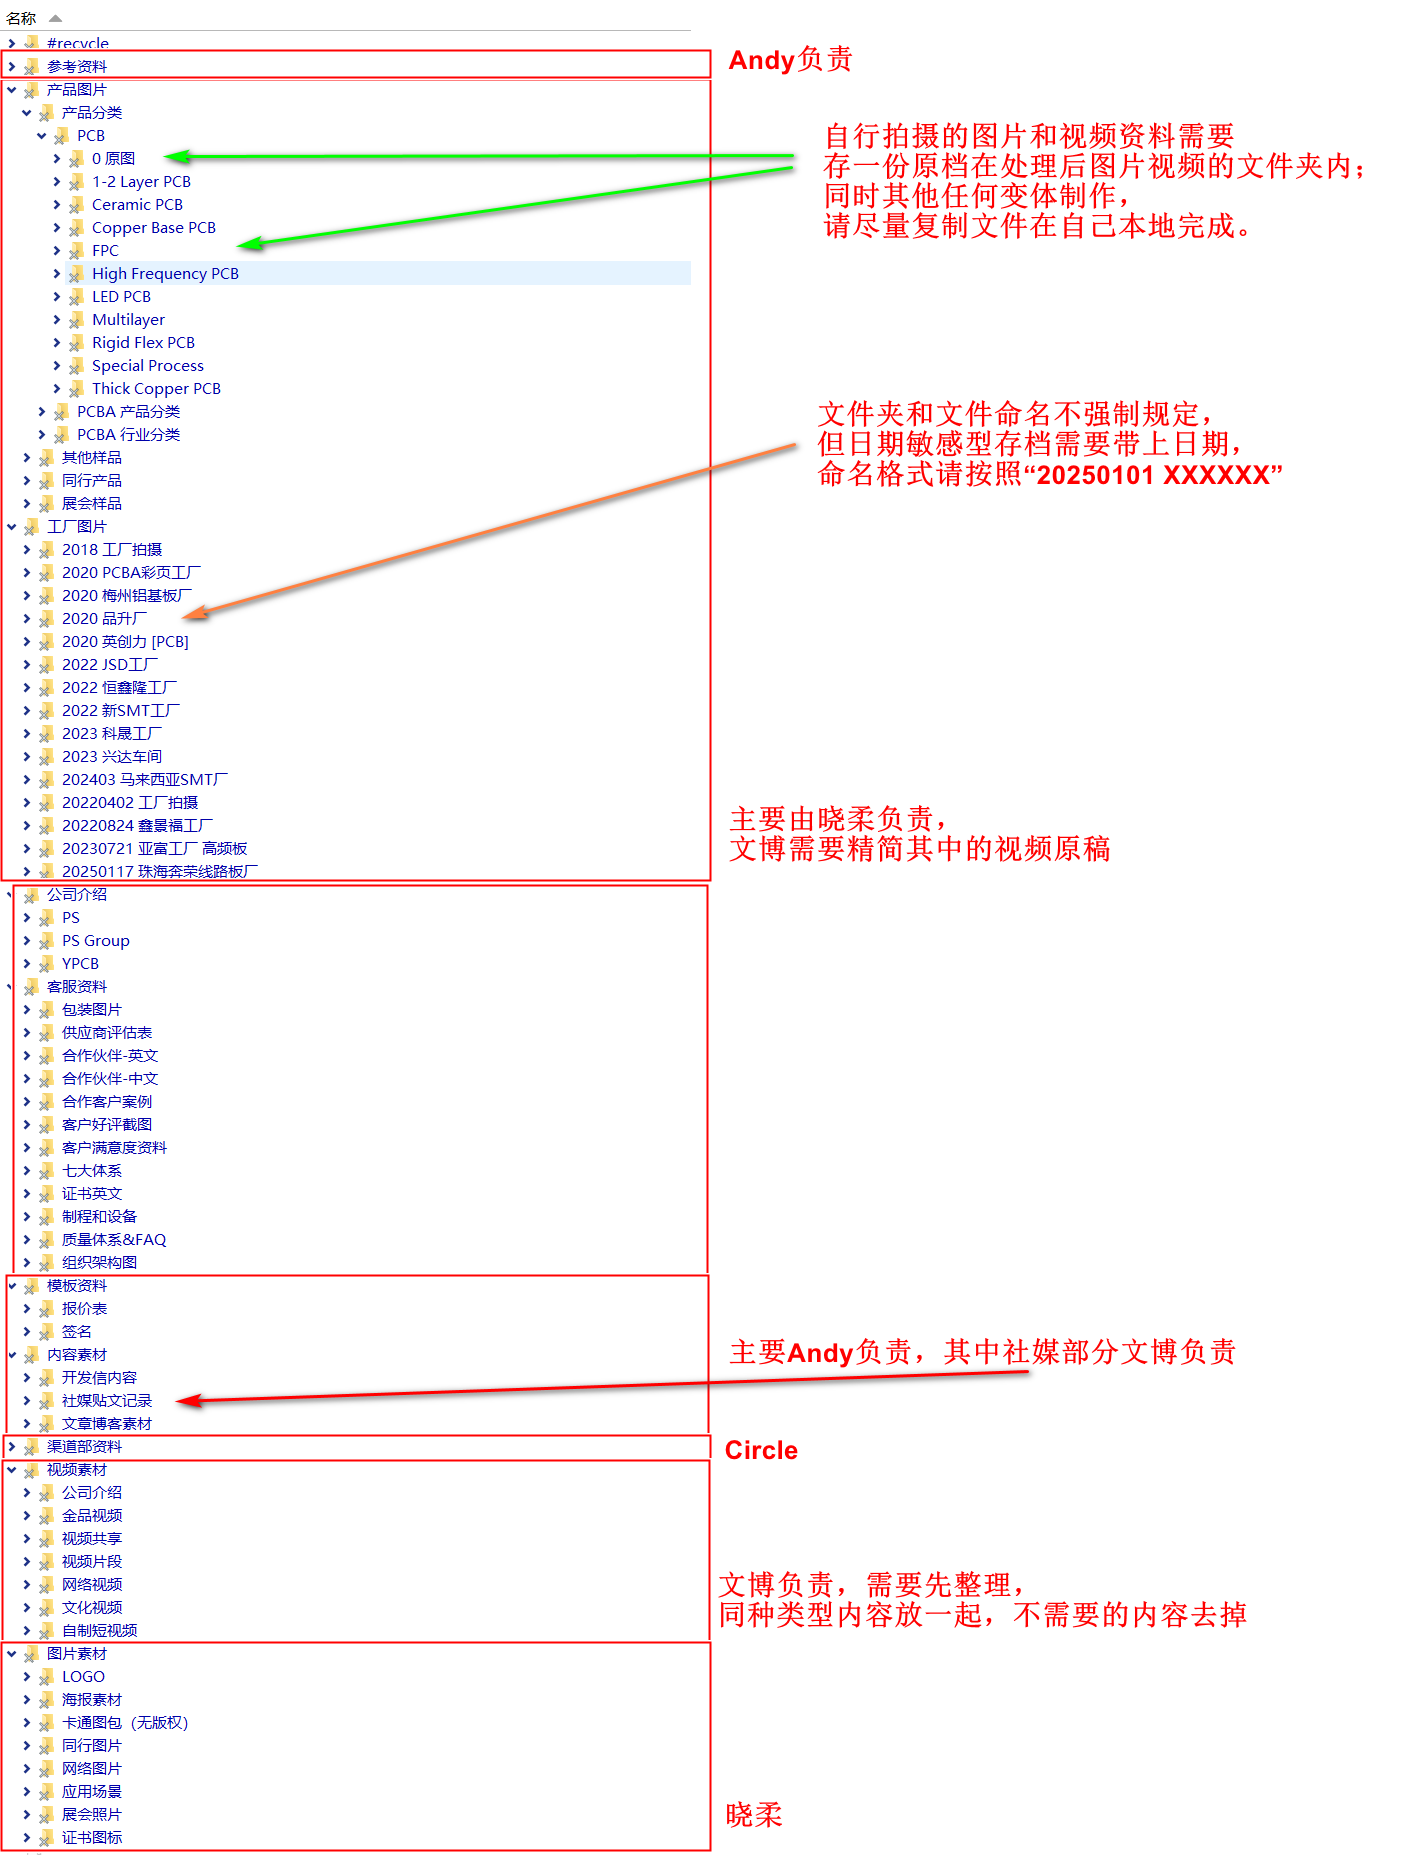 名称
#recycle
参考资料
Andy负责
产品图片
产品分类
PCB
0 原图
1-2 Layer PCB
Ceramic PCB
Copper Base PCB
FPC
High Frequency PCB
LED PCB
Multilayer
Rigid Flex PCB
Special Process
Thick Copper PCB
PCBA 产品分类
PCBA 行业分类
其他样品
同行产品
展会样品
自行拍摄的图片和视频资料需要
存一份原档在处理后图片视频的文件夹内；
同时其他任何变体制作，
请尽量复制文件在自己本地完成。
文件夹和文件命名不强制规定，
但日期敏感型存档需要带上日期，
命名格式请按照“20250101 XXXXXX”
工厂图片
2018 工厂拍摄
2020 PCBA彩页工厂
2020 梅州铝基板厂
2020 品升厂
2020 英创力 [PCB]
2022 JSD工厂
2022 恒鑫隆工厂
2022 新SMT工厂
2023 科晟工厂
2023 兴达车间
202403 马来西亚SMT厂
20220402 工厂拍摄
20220824 鑫景福工厂
20230721 亚富工厂 高频板
20250117 珠海奔荣线路板厂
主要由晓柔负责，
文博需要精简其中的视频原稿
公司介绍
PS
PS Group
YPCB
客服资料
包装图片
供应商评估表
合作伙伴-英文
合作伙伴-中文
合作客户案例
客户好评截图
客户满意度资料
七大体系
证书英文
制程和设备
质量体系&FAQ
组织架构图
模板资料
报价表
签名
内容素材
开发信内容
社媒贴文记录
文章博客素材
主要Andy负责，其中社媒部分文博负责
渠道部资料
Circle
视频素材
公司介绍
金品视频
视频共享
视频片段
网络视频
文化视频
自制短视频
文博负责，需要先整理，
同种类型内容放一起，不需要的内容去掉
图片素材
LOGO
海报素材
卡通图包（无版权）
同行图片
网络图片
应用场景
展会照片
证书图标
晓柔